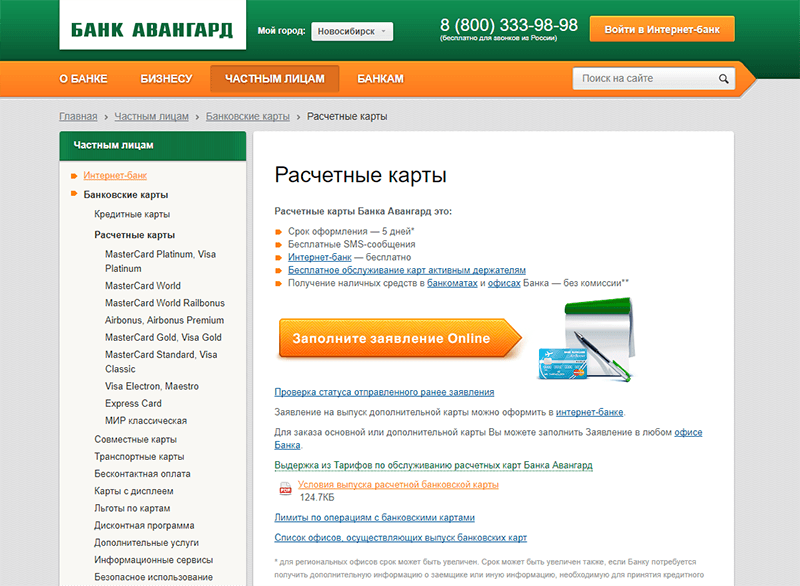 БАНК АВАНГАРД
Мой город:
Новосибирск
8 (800) 333-98-98
(бесплатно для звонков из России)
Войти в Интернет-банк
О БАНКЕ
БИЗНЕСУ
ЧАСТНЫМ ЛИЦАМ
БАНКАМ
Поиск на сайте
Главная › Частным лицам › Банковские карты › Расчетные карты
Частным лицам
Интернет-банк
Банковские карты
Кредитные карты
Расчетные карты
MasterCard Platinum, Visa
Platinum
MasterCard World
MasterCard World Railbonus
Airbonus, Airbonus Premium
MasterCard Gold, Visa Gold
MasterCard Standard, Visa
Classic
Visa Electron, Maestro
Express Card
МИР классическая
Совместные карты
Транспортные карты
Бесконтактная оплата
Карты с дисплеем
Льготы по картам
Дисконтная программа
Дополнительные услуги
Информационные сервисы
Безопасное использование
Расчетные карты
Расчетные карты Банка Авангард это:
Срок оформления — 5 дней*
Бесплатные SMS-сообщения
Интернет-банк — бесплатно
Бесплатное обслуживание карт активным держателям
Получение наличных средств в банкоматах и офисах Банка — без комиссии**
Заполните заявление Online
Проверка статуса отправленного ранее заявления
Заявление на выпуск дополнительной карты можно оформить в интернет-банке.
Для заказа основной или дополнительной карты Вы можете заполнить Заявление в любом офисе
Банка.
Выдержка из Тарифов по обслуживанию расчетных карт Банка Авангард
Условия выпуска расчетной банковской карты
124.7КБ
Лимиты по операциям с банковскими картами
Список офисов, осуществляющих выпуск банковских карт
* для региональных офисов срок может быть увеличен. Срок может быть увеличен также, если Банку потребуется
получить дополнительную информацию о заемщике или иную информацию, необходимую для принятия кредитного